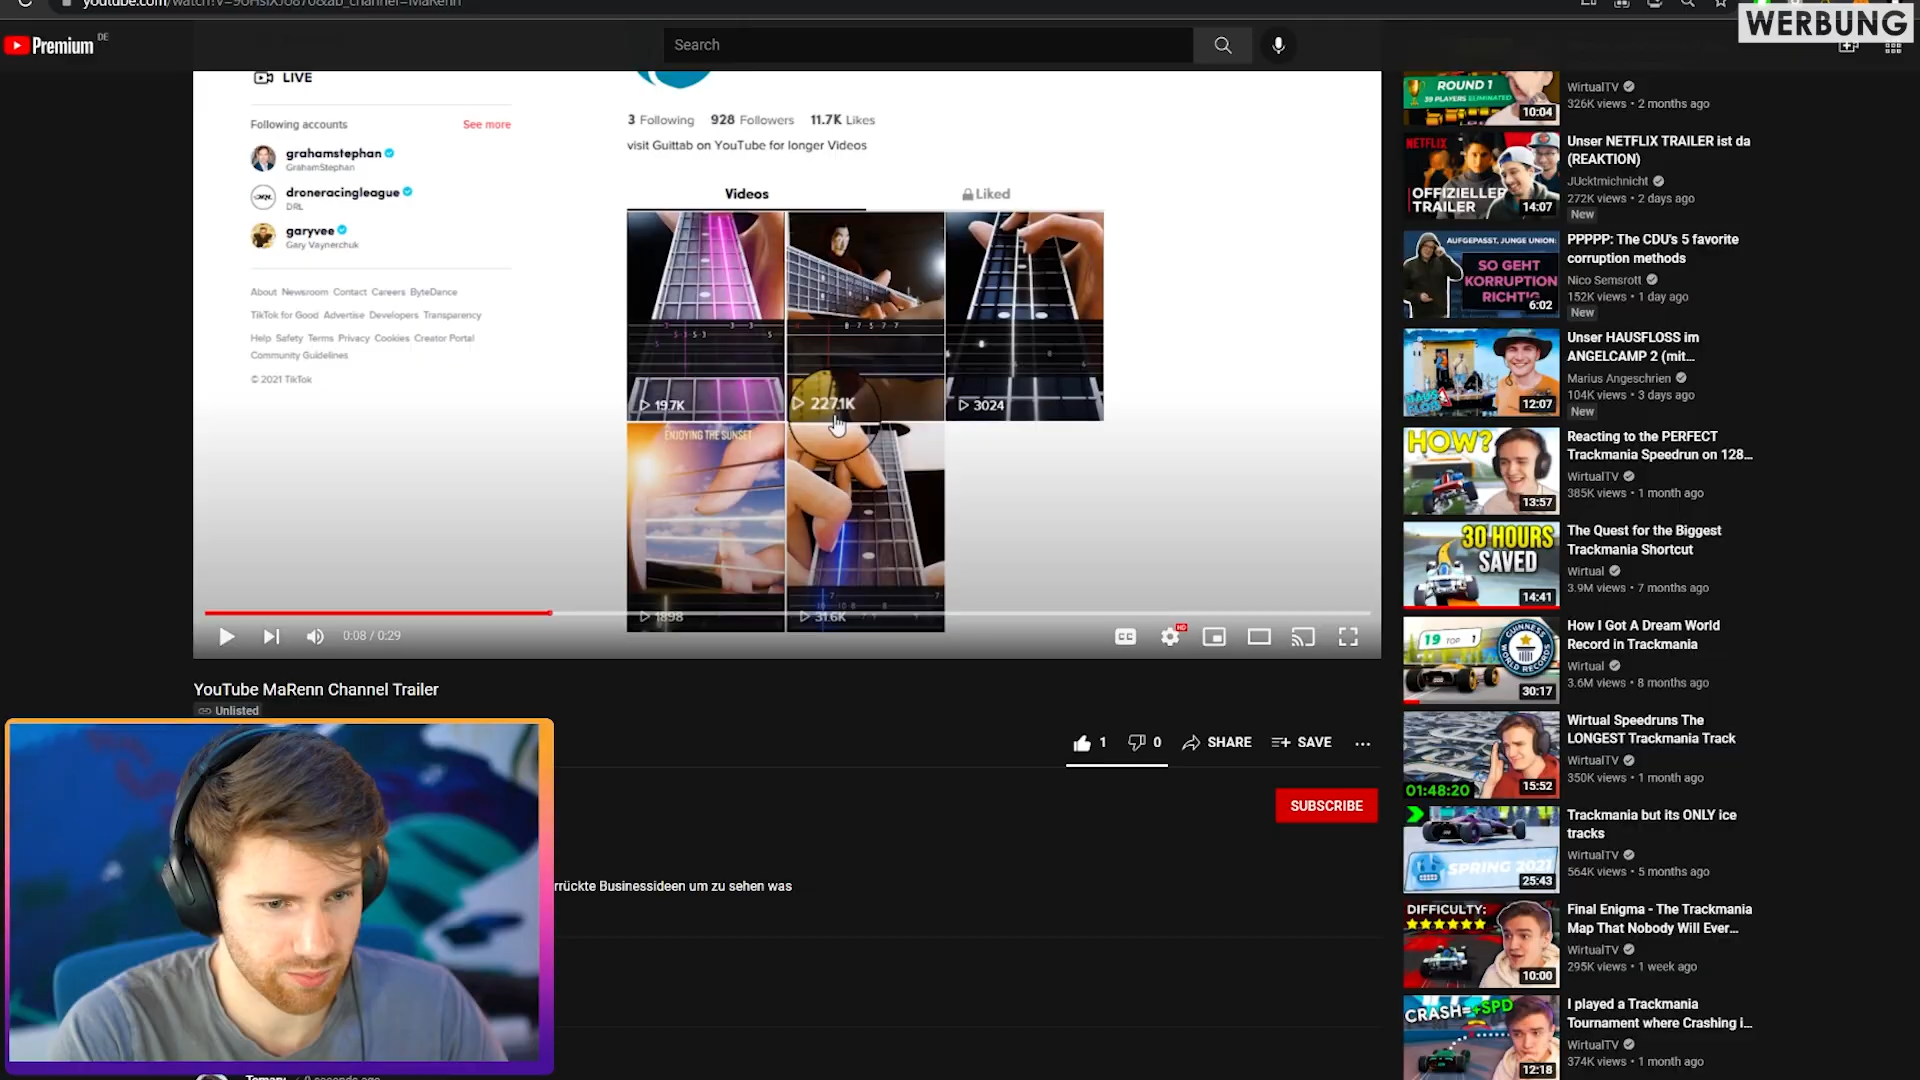 WERBUNG
Premium
DE
Search
LIVE
Following accounts
See more
grahamstephan
GrahamStephan
droneracingleague
DRL
garyvee
Gary Vaynerchuk
About Newsroom Contact Careers ByteDance
TikTok for Good Advertise Developers Transparency
Help Safety Terms Privacy Cookies Creator Portal
Community Guidelines
© 2021 TikTok
3 Following 928 Followers 11.7K Likes
visit Guittab on YouTube for longer Videos
Videos
Liked
19.7K
227.1K
3024
ENJOYING THE SUNSET
1898
31.6K
0:08 / 0:29
CC
HD
YouTube MaRenn Channel Trailer
Unlisted
1
0
SHARE
SAVE
SUBSCRIBE
rrückte Businessideen um zu sehen was
ROUND 1
39 PLAYERS ELIMINATED
10:04
WirtualTV
326K views • 2 months ago
NETFLIX
OFFIZIELLER
TRAILER
14:07
Unser NETFLIX TRAILER ist da
(REAKTION)
JUcktmichnicht
272K views • 2 days ago
New
AUFGEPASST, JUNGE UNION:
SO GEHT
KORRUPTION
RICHTIG
6:02
PPPPP: The CDU's 5 favorite
corruption methods
Nico Semsrott
152K views • 1 day ago
New
12:07
Unser HAUSFLOSS im
ANGELCAMP 2 (mit...
Marius Angeschrien
104K views • 3 days ago
New
HOW?
13:57
Reacting to the PERFECT
Trackmania Speedrun on 128...
WirtualTV
385K views • 1 month ago
30 HOURS
SAVED
14:41
The Quest for the Biggest
Trackmania Shortcut
Wirtual
3.9M views • 7 months ago
19 TOP 1
GUINNESS
WORLD RECORDS
30:17
How I Got A Dream World
Record in Trackmania
Wirtual
3.6M views • 8 months ago
01:48:20
15:52
Wirtual Speedruns The
LONGEST Trackmania Track
WirtualTV
350K views • 1 month ago
SPRING 2021
25:43
Trackmania but its ONLY ice
tracks
WirtualTV
564K views • 5 months ago
DIFFICULTY:
10:00
Final Enigma - The Trackmania
Map That Nobody Will Ever...
WirtualTV
295K views • 1 week ago
CRASH=+SPD
12:18
I played a Trackmania
Tournament where Crashing i...
WirtualTV
374K views • 1 month ago